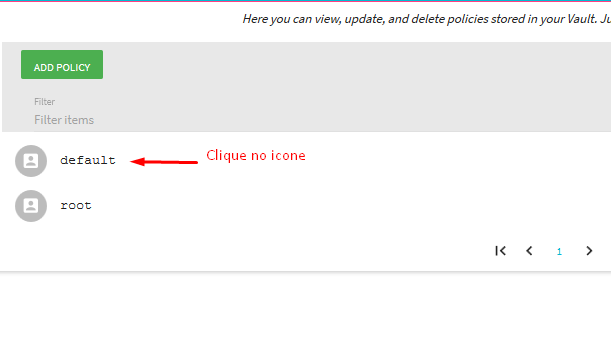 Here you can view, update, and delete policies stored in your Vault. Ju
ADD POLICY
Filter
Filter items
default
Clique no icone
root
1